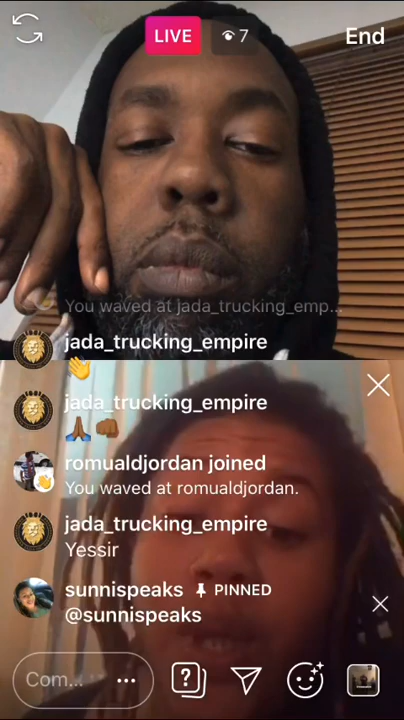 LIVE
7
End
You waved at jada_trucking_emp...
jada_trucking_empire
👋
jada_trucking_empire
🙏🏾 👊🏾
romualdjordan joined
You waved at romualdjordan.
jada_trucking_empire
Yessir
sunnispeaks PINNED
@sunnispeaks
Com...